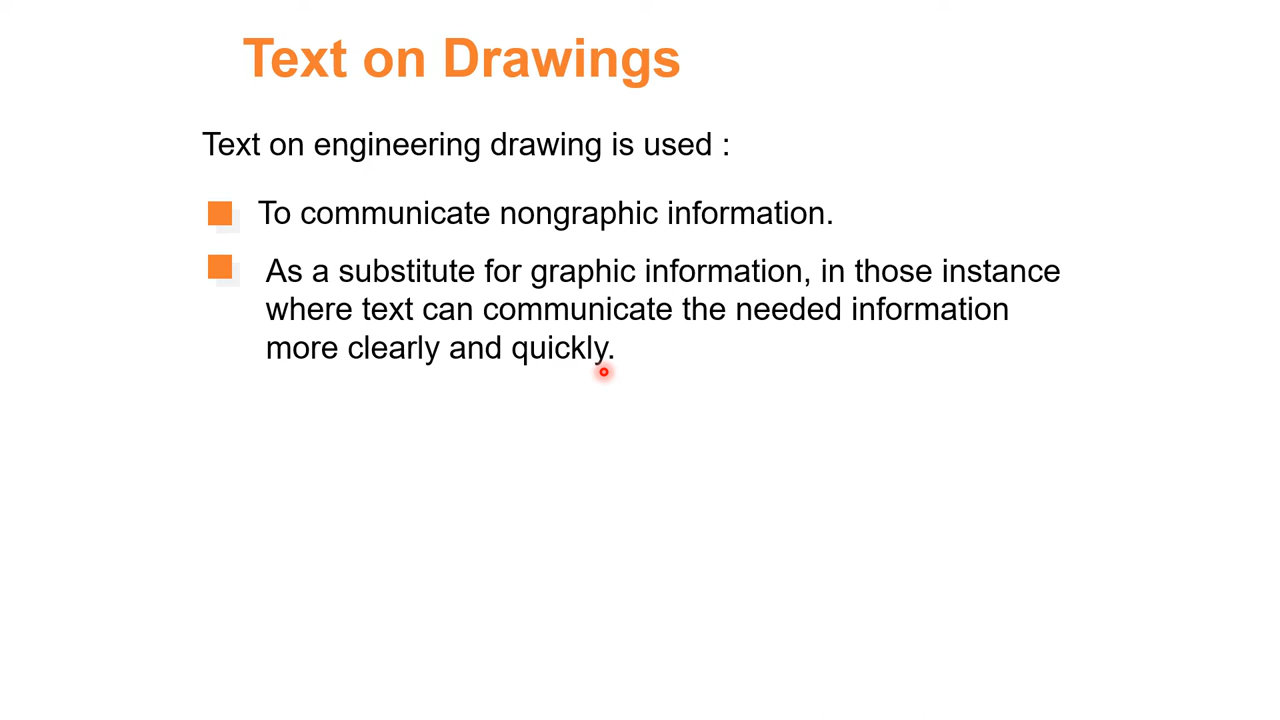 Text on Drawings
Text on engineering drawing is used :
To communicate nongraphic information.
As a substitute for graphic information, in those instance
where text can communicate the needed information
more clearly and quickly.